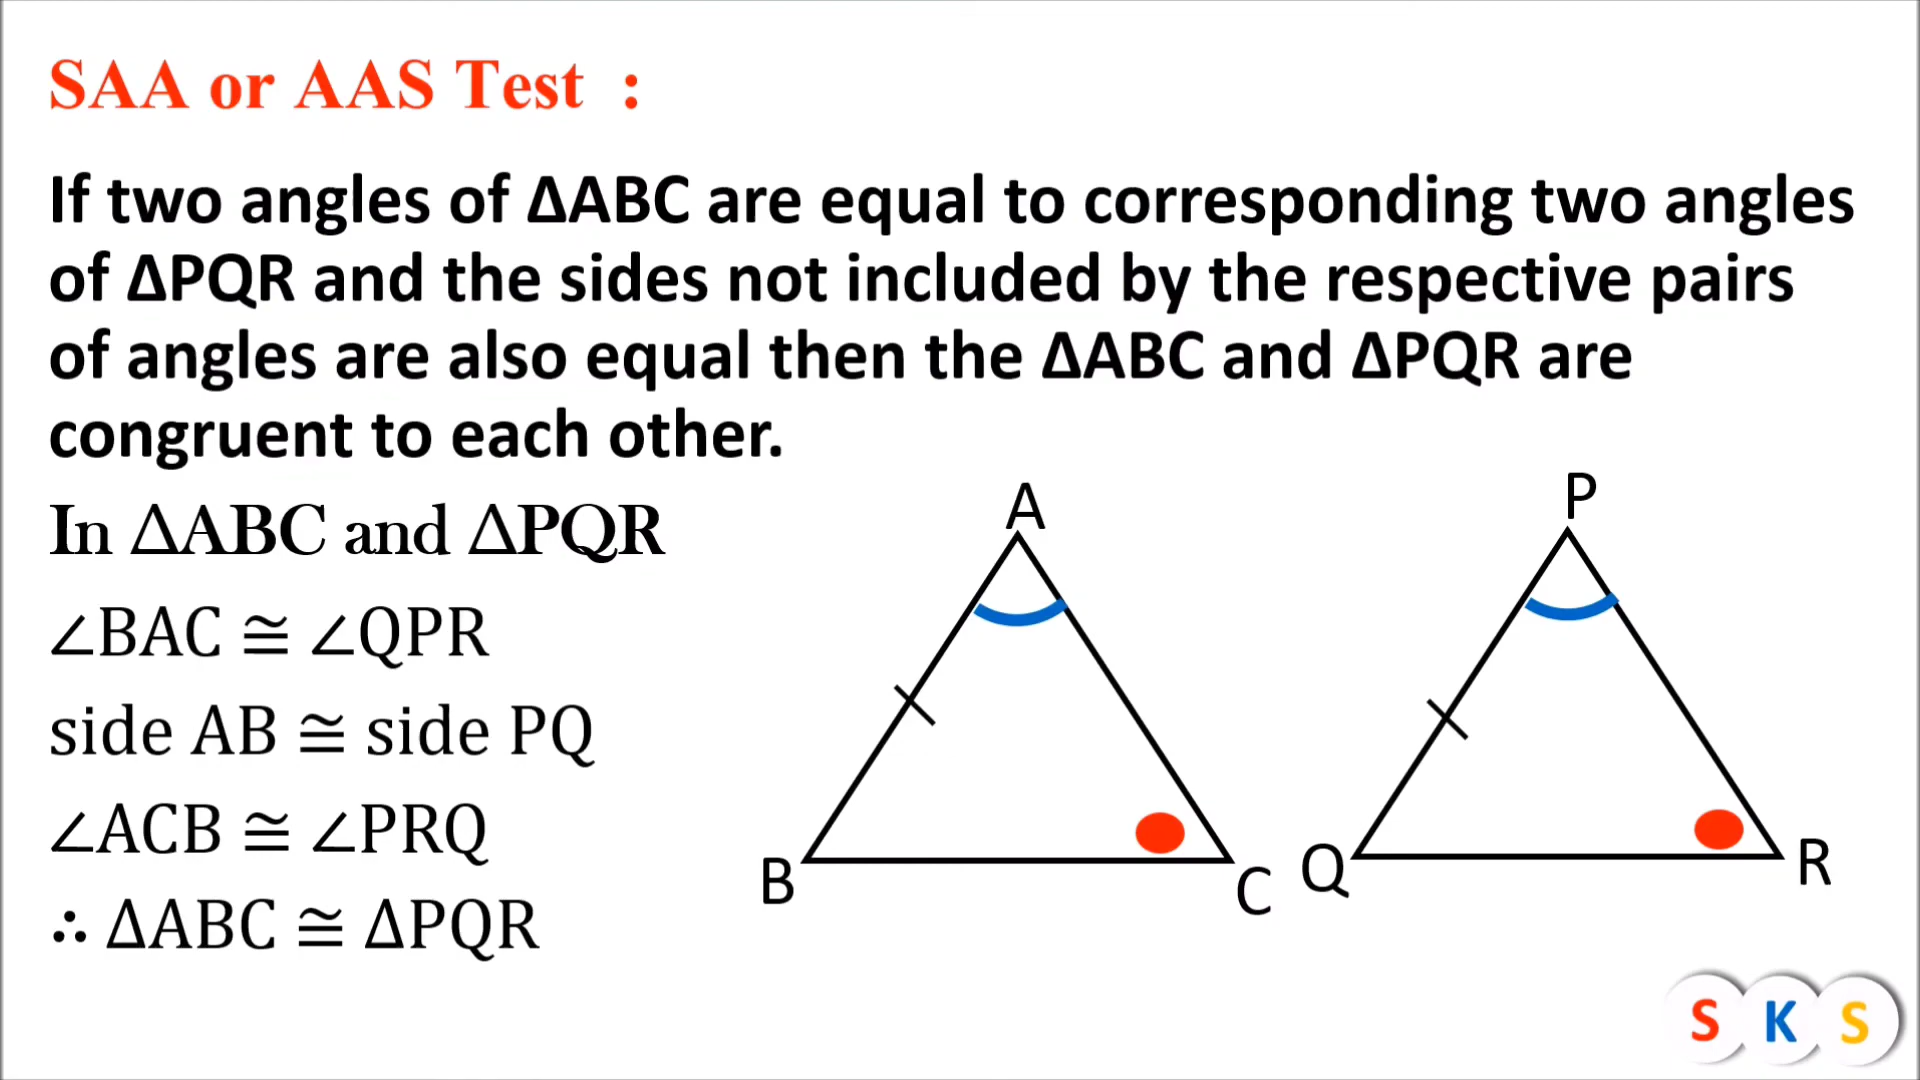 SAA or AAS Test :
If two angles of ΔABC are equal to corresponding two angles
of ΔPQR and the sides not included by the respective pairs
of angles are also equal then the ΔABC and ΔPQR are
congruent to each other.
In ΔABC and ΔPQR
∠BAC ≅ ∠QPR
side AB ≅ side PQ
∠ACB ≅ ∠PRQ
∴ ΔABC ≅ ΔPQR
A
B
C
P
Q
R
S K S